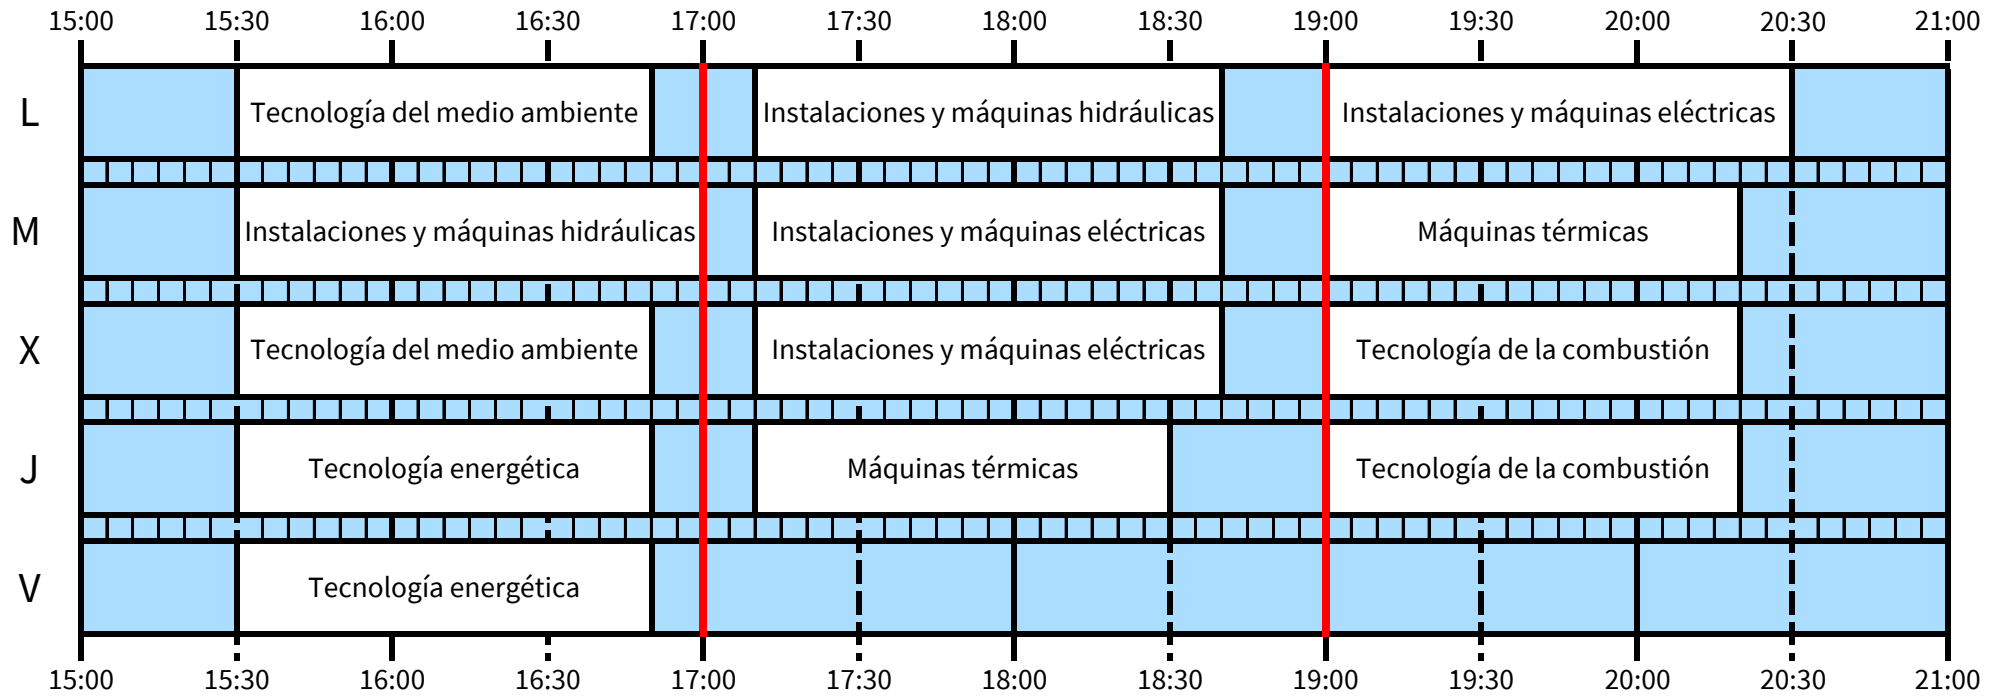 15:00 15:30 16:00 16:30 17:00 17:30 18:00 18:30 19:00 19:30 20:00 20:30 21:00
L Tecnología del medio ambiente Instalaciones y máquinas hidráulicas Instalaciones y máquinas eléctricas
M Instalaciones y máquinas hidráulicas Instalaciones y máquinas eléctricas Máquinas térmicas
X Tecnología del medio ambiente Instalaciones y máquinas eléctricas Tecnología de la combustión
J Tecnología energética Máquinas térmicas Tecnología de la combustión
V Tecnología energética
15:00 15:30 16:00 16:30 17:00 17:30 18:00 18:30 19:00 19:30 20:00 20:30 21:00